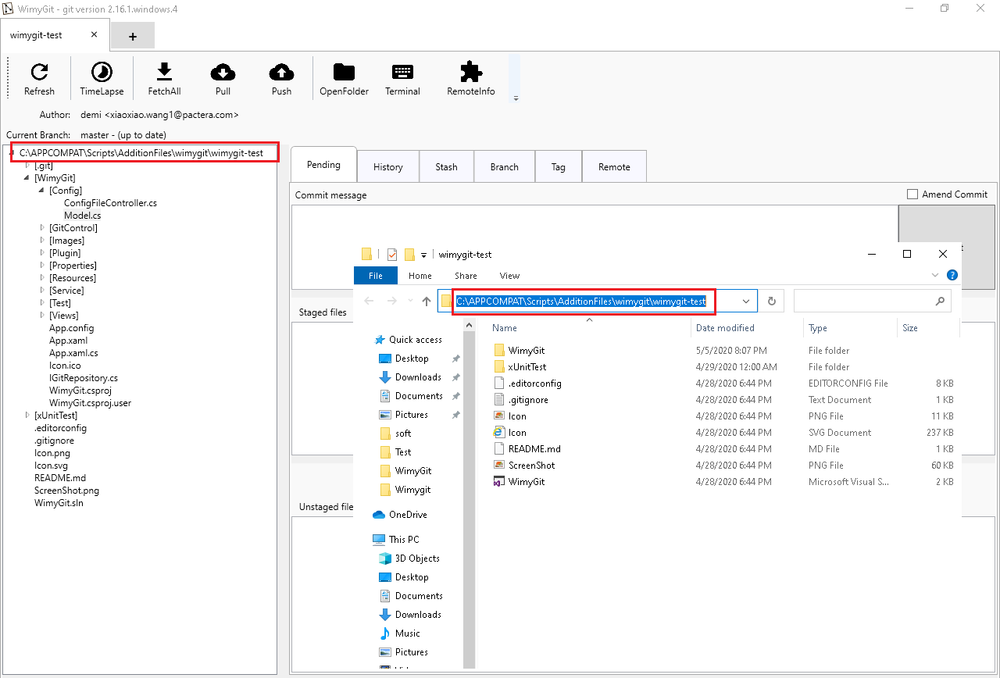 WimyGit - git version 2.16.1.windows.4
wimygit-test
+
Refresh
TimeLapse
FetchAll
Pull
Push
OpenFolder
Terminal
RemoteInfo
Author: demi <xiaoxiao.wang1@pactera.com>
Current Branch: master - (up to date)
C:\APPCOMPAT\Scripts\AdditionFiles\wimygit\wimygit-test
[.git]
[WimyGit]
[Config]
ConfigFileController.cs
Model.cs
[GitControl]
[Images]
[Plugin]
[Properties]
[Resources]
[Service]
[Test]
[Views]
App.config
App.xaml
App.xaml.cs
Icon.ico
IGitRepository.cs
WimyGit.csproj
WimyGit.csproj.user
[xUnitTest]
.editorconfig
.gitignore
Icon.png
Icon.svg
README.md
ScreenShot.png
WimyGit.sln
Pending
History
Stash
Branch
Tag
Remote
Commit message
Amend Commit
Staged files
Unstaged file
wimygit-test
File
Home
Share
View
C:\APPCOMPAT\Scripts\AdditionFiles\wimygit\wimygit-test
Quick access
Desktop
Downloads
Documents
Pictures
soft
Test
WimyGit
Wimygit
OneDrive
This PC
3D Objects
Desktop
Documents
Downloads
Music
Pictures
Name Date modified Type Size
WimyGit 5/5/2020 8:07 PM File folder
xUnitTest 4/29/2020 12:00 AM File folder
.editorconfig 4/28/2020 6:44 PM EDITORCONFIG File 8 KB
.gitignore 4/28/2020 6:44 PM Text Document 1 KB
Icon 4/28/2020 6:44 PM PNG File 11 KB
Icon 4/28/2020 6:44 PM SVG Document 237 KB
README.md 4/28/2020 6:44 PM MD File 1 KB
ScreenShot 4/28/2020 6:44 PM PNG File 60 KB
WimyGit 4/28/2020 6:44 PM Microsoft Visual S... 2 KB